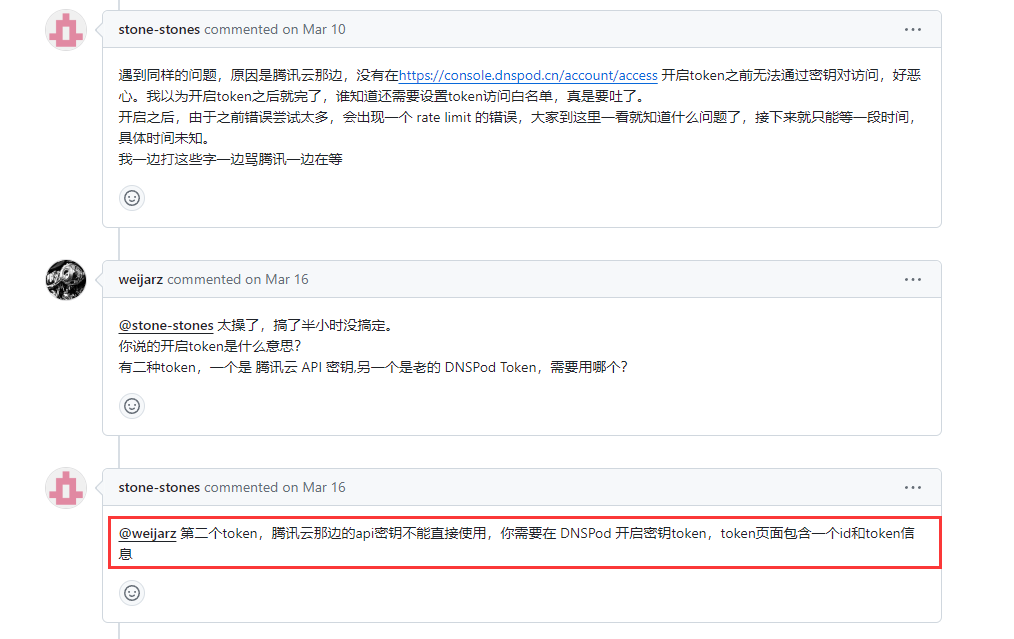 stone-stones commented on Mar 10
遇到同样的问题，原因是腾讯云那边，没有在https://console.dnspod.cn/account/access 开启token之前无法通过密钥对访问，好恶
心。我以为开启token之后就完了，谁知道还需要设置token访问白名单，真是要吐了。
开启之后，由于之前错误尝试太多，会出现一个 rate limit 的错误，大家到这里一看就知道什么问题了，接下来就只能等一段时间，
具体时间未知。
我一边打这些字一边骂腾讯一边在等
weijarz commented on Mar 16
@stone-stones 太操了，搞了半小时没搞定。
你说的开启token是什么意思？
有二种token，一个是 腾讯云 API 密钥,另一个是老的 DNSPod Token，需要用哪个？
stone-stones commented on Mar 16
@weijarz 第二个token，腾讯云那边的api密钥不能直接使用，你需要在 DNSPod 开启密钥token，token页面包含一个id和token信
息